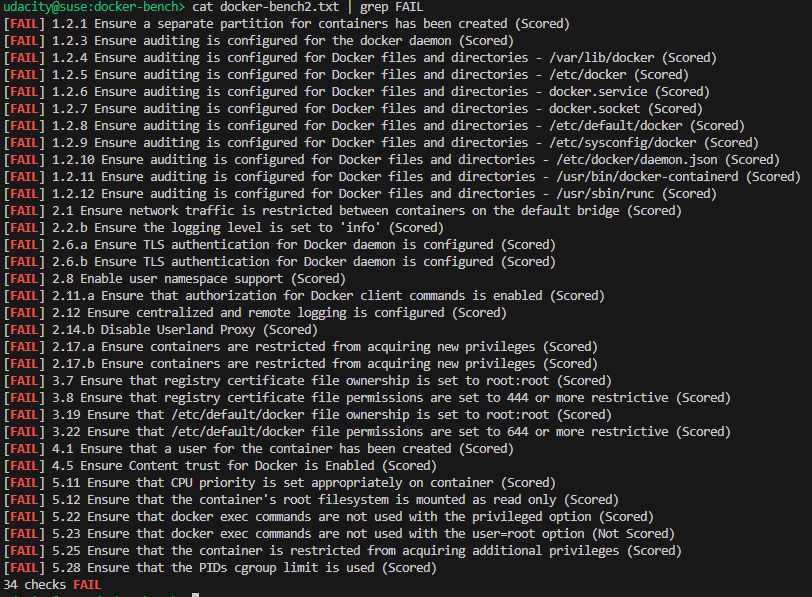 udacity@suse:docker-bench> cat docker-bench2.txt | grep FAIL
[FAIL] 1.2.1 Ensure a separate partition for containers has been created (Scored)
[FAIL] 1.2.3 Ensure auditing is configured for the docker daemon (Scored)
[FAIL] 1.2.4 Ensure auditing is configured for Docker files and directories - /var/lib/docker (Scored)
[FAIL] 1.2.5 Ensure auditing is configured for Docker files and directories - /etc/docker (Scored)
[FAIL] 1.2.6 Ensure auditing is configured for Docker files and directories - docker.service (Scored)
[FAIL] 1.2.7 Ensure auditing is configured for Docker files and directories - docker.socket (Scored)
[FAIL] 1.2.8 Ensure auditing is configured for Docker files and directories - /etc/default/docker (Scored)
[FAIL] 1.2.9 Ensure auditing is configured for Docker files and directories - /etc/sysconfig/docker (Scored)
[FAIL] 1.2.10 Ensure auditing is configured for Docker files and directories - /etc/docker/daemon.json (Scored)
[FAIL] 1.2.11 Ensure auditing is configured for Docker files and directories - /usr/bin/docker-containerd (Scored)
[FAIL] 1.2.12 Ensure auditing is configured for Docker files and directories - /usr/sbin/runc (Scored)
[FAIL] 2.1 Ensure network traffic is restricted between containers on the default bridge (Scored)
[FAIL] 2.2.b Ensure the logging level is set to 'info' (Scored)
[FAIL] 2.6.a Ensure TLS authentication for Docker daemon is configured (Scored)
[FAIL] 2.6.b Ensure TLS authentication for Docker daemon is configured (Scored)
[FAIL] 2.8 Enable user namespace support (Scored)
[FAIL] 2.11.a Ensure that authorization for Docker client commands is enabled (Scored)
[FAIL] 2.12 Ensure centralized and remote logging is configured (Scored)
[FAIL] 2.14.b Disable Userland Proxy (Scored)
[FAIL] 2.17.a Ensure containers are restricted from acquiring new privileges (Scored)
[FAIL] 2.17.b Ensure containers are restricted from acquiring new privileges (Scored)
[FAIL] 3.7 Ensure that registry certificate file ownership is set to root:root (Scored)
[FAIL] 3.8 Ensure that registry certificate file permissions are set to 444 or more restrictive (Scored)
[FAIL] 3.19 Ensure that /etc/default/docker file ownership is set to root:root (Scored)
[FAIL] 3.22 Ensure that /etc/default/docker file permissions are set to 644 or more restrictive (Scored)
[FAIL] 4.1 Ensure that a user for the container has been created (Scored)
[FAIL] 4.5 Ensure Content trust for Docker is Enabled (Scored)
[FAIL] 5.11 Ensure that CPU priority is set appropriately on container (Scored)
[FAIL] 5.12 Ensure that the container's root filesystem is mounted as read only (Scored)
[FAIL] 5.22 Ensure that docker exec commands are not used with the privileged option (Scored)
[FAIL] 5.23 Ensure that docker exec commands are not used with the user=root option (Not Scored)
[FAIL] 5.25 Ensure that the container is restricted from acquiring additional privileges (Scored)
[FAIL] 5.28 Ensure that the PIDs cgroup limit is used (Scored)
34 checks FAIL